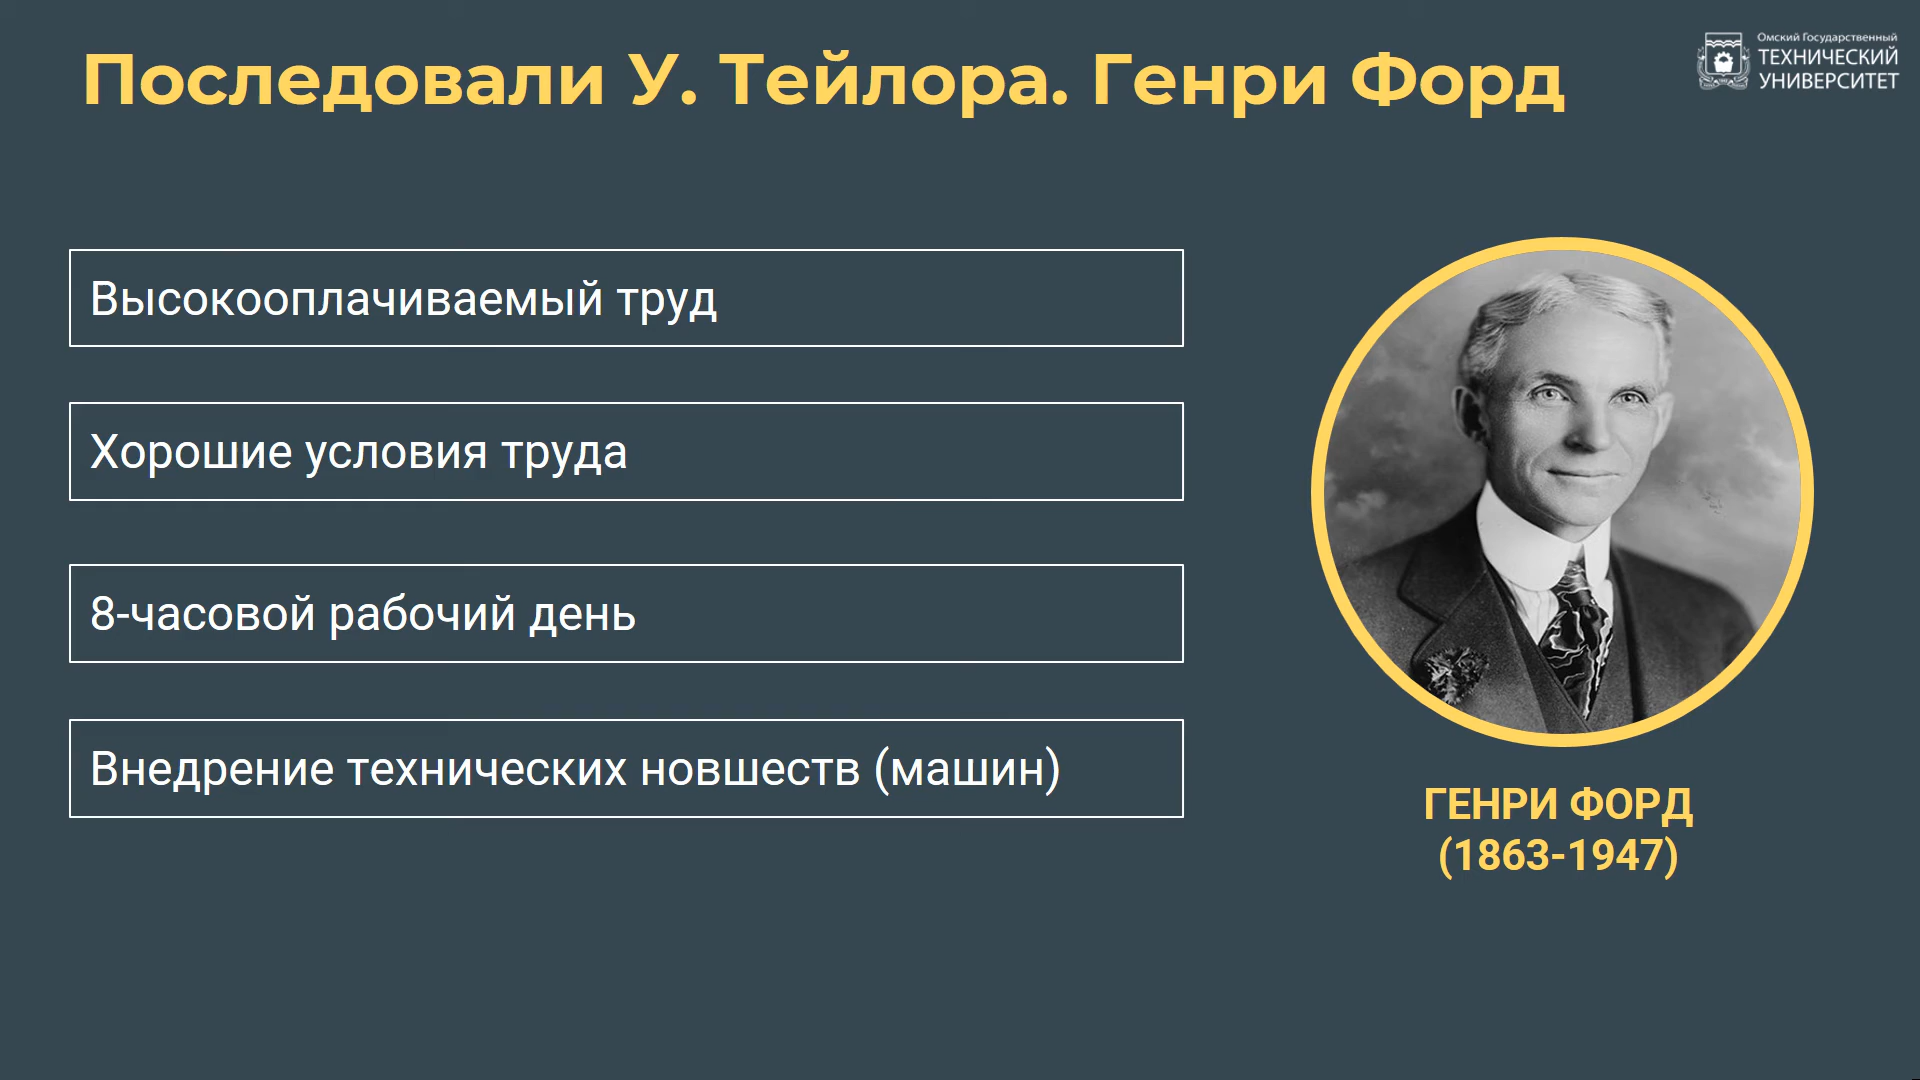 Последовали У. Тейлора. Генри Форд
Омский Государственный
ТЕХНИЧЕСКИЙ
УНИВЕРСИТЕТ
Высокооплачиваемый труд
Хорошие условия труда
8-часовой рабочий день
Внедрение технических новшеств (машин)
ГЕНРИ ФОРД
(1863-1947)